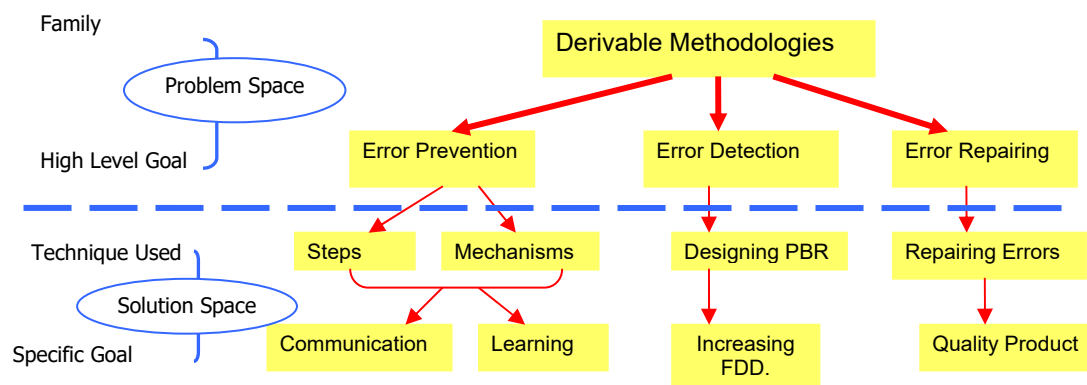 Family
Derivable Methodologies
Problem Space
High Level Goal
Error Prevention
Error Detection
Error Repairing
Technique Used
Steps
Mechanisms
Designing PBR
Repairing Errors
Solution Space
Specific Goal
Communication
Learning
Increasing
FDD.
Quality Product